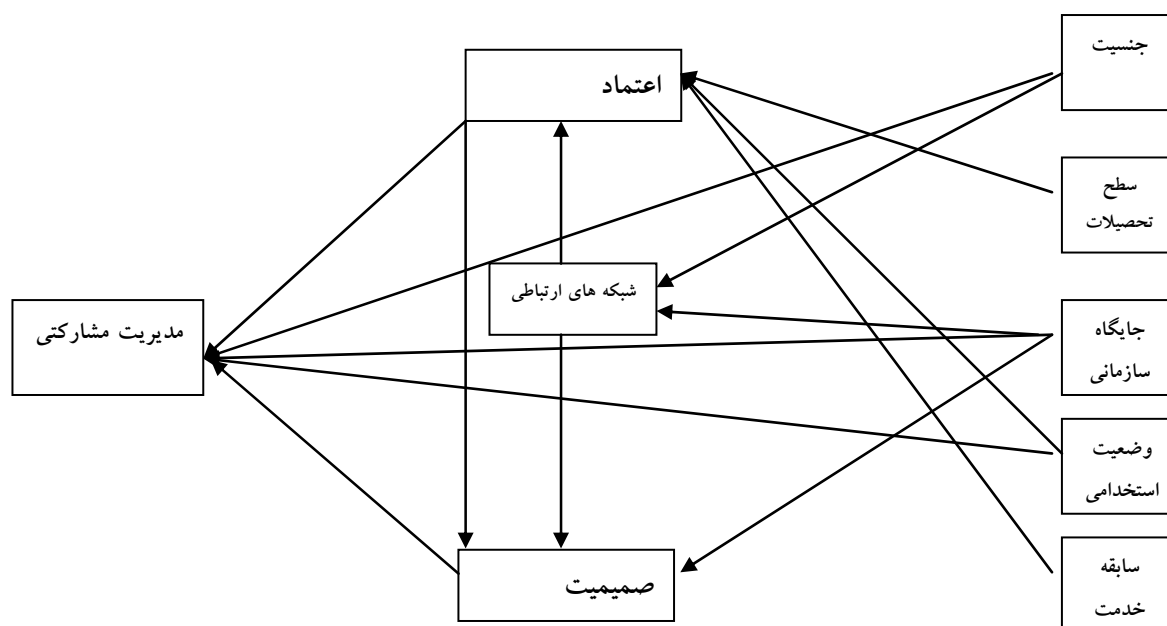 جنسیت
اعتماد
سطح
تحصیلات
شبکه های ارتباطی
مدیریت مشارکتی
جایگاه
سازمانی
وضعیت
استخدامی
سابقه
خدمت
صمیمیت